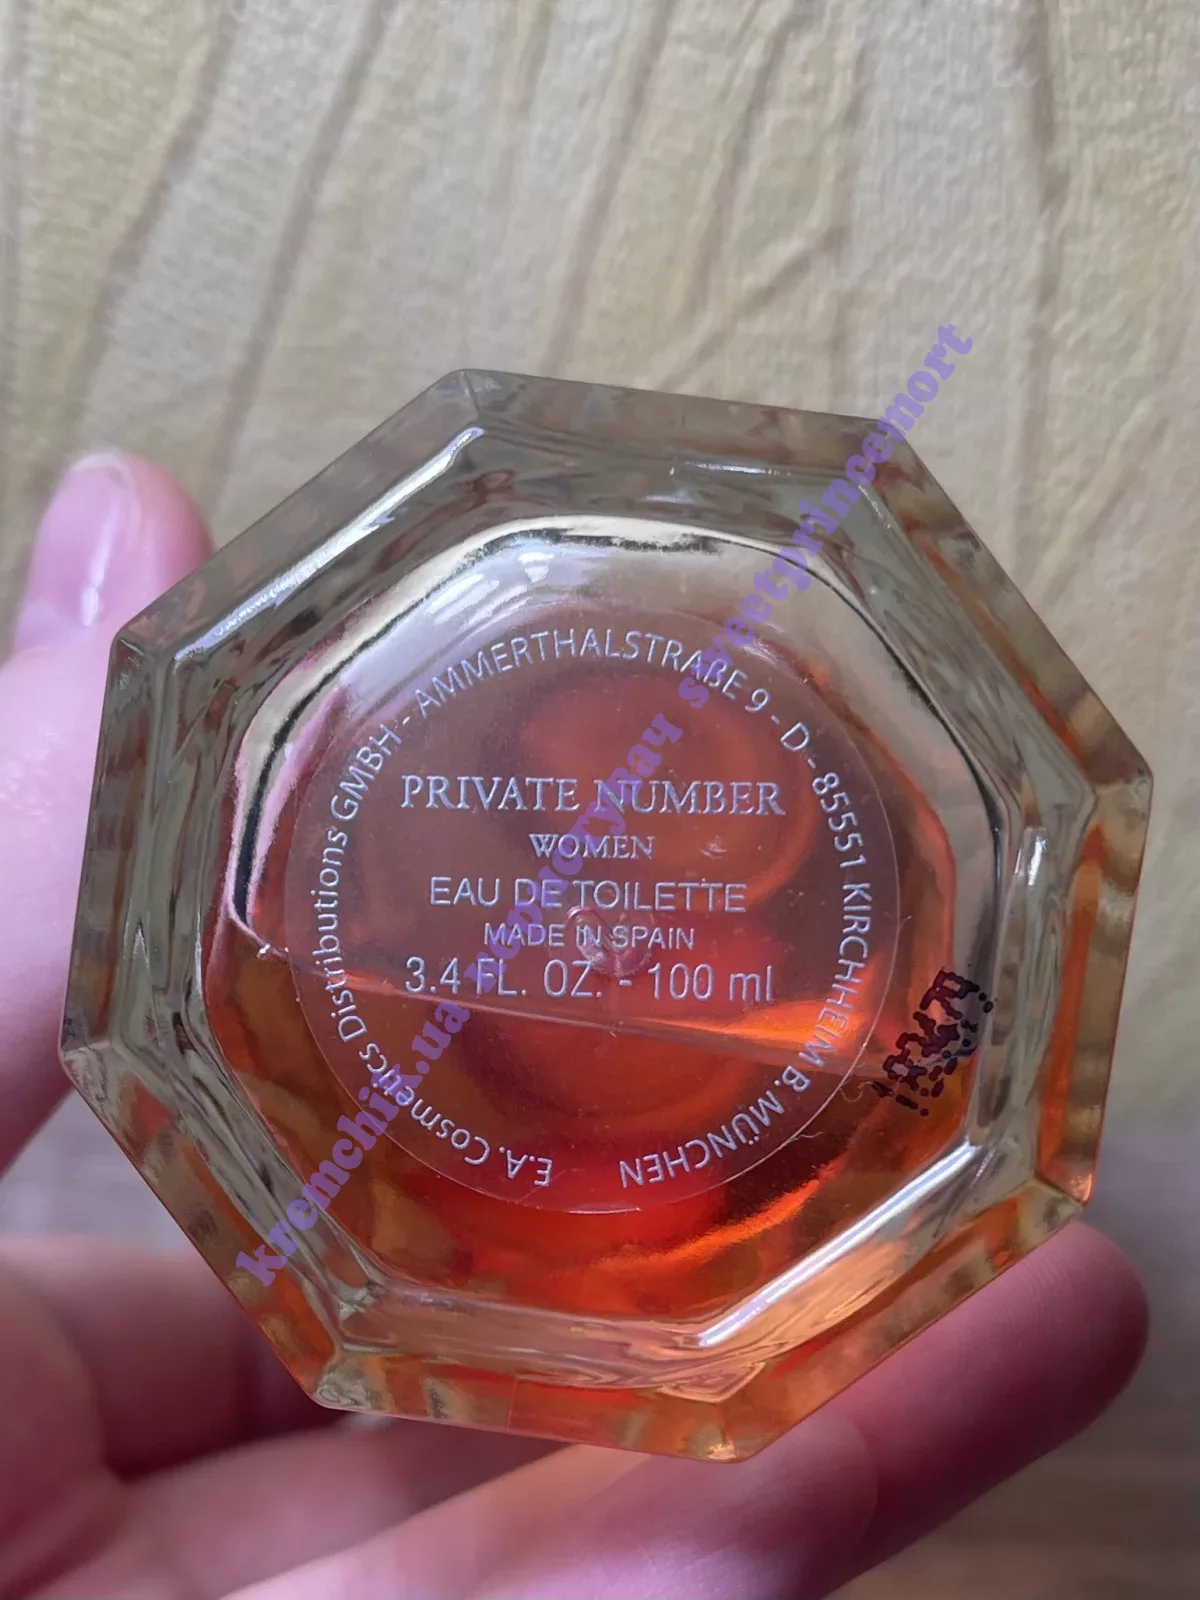 E.A. Cosmetics Distributions GMBH - AMMERTHALSTRAßE 9 - D - 85551 KIRCHHEIM B. MÜNCHEN
PRIVATE NUMBER
WOMEN
EAU DE TOILETTE
MADE IN SPAIN
3.4 FL. OZ. - 100 ml
kremchik.ua sweetprincemort